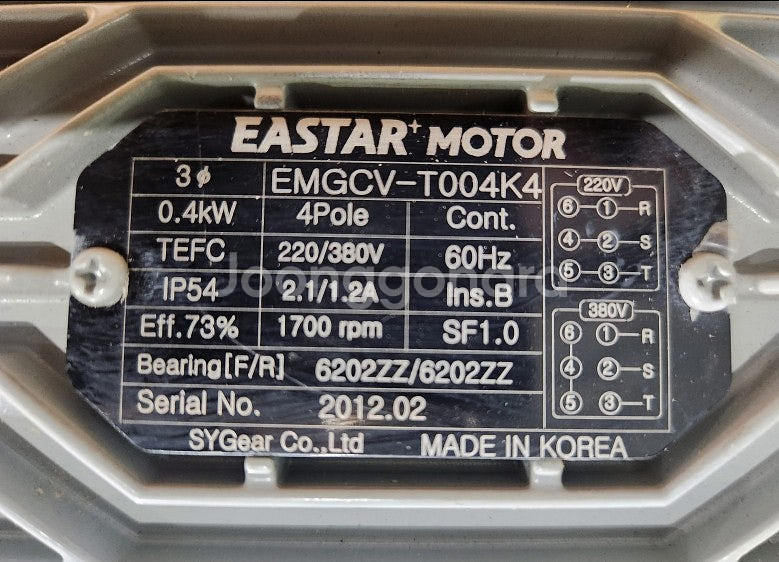 EASTAR+ MOTOR
3ϕ EMGCV-T004K4
0.4kW 4Pole Cont.
TEFC 220/380V 60Hz
IP54 2.1/1.2A Ins.B
Eff.73% 1700 rpm SF1.0
Bearing[F/R] 6202ZZ/6202ZZ
Serial No. 2012.02
220V
⑥ ① R
④ ② S
⑤ ③ T
380V
⑥ ① R
④ ② S
⑤ ③ T
SYGear Co.,Ltd MADE IN KOREA
Joonggonara